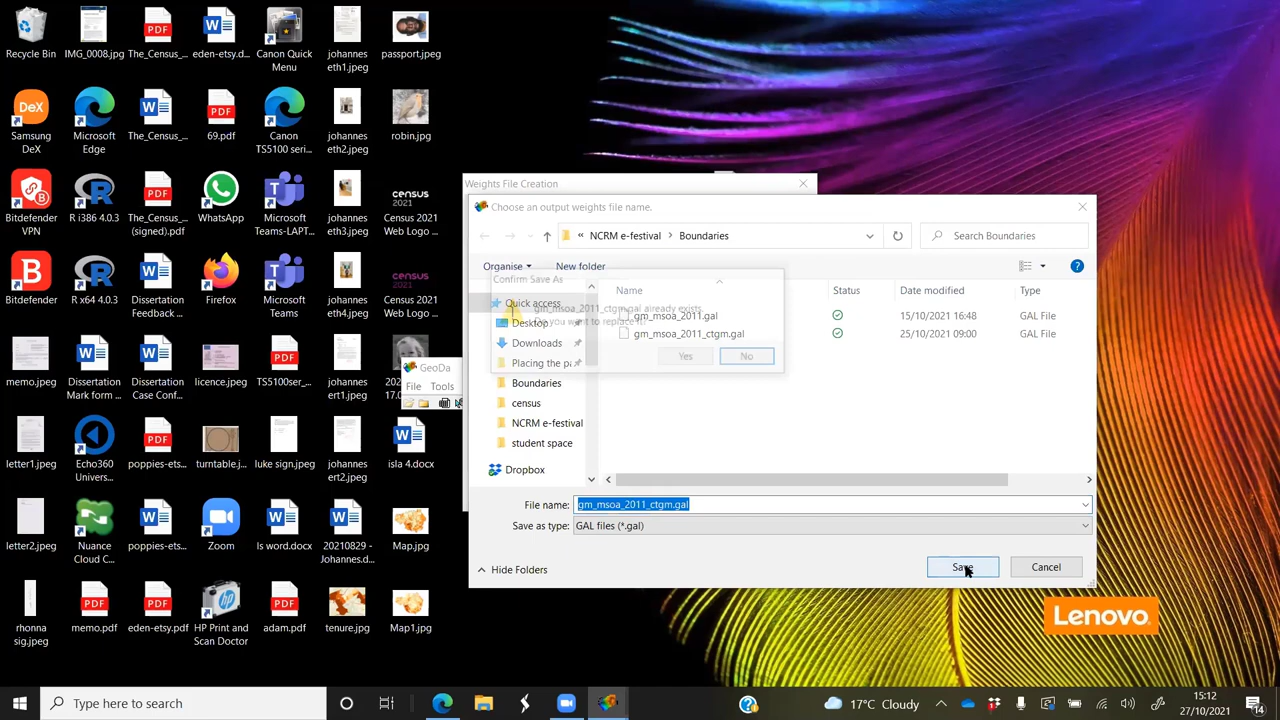 Recycle Bin
IMG_0008.jpg
The_Census_...
eden-etsy.d...
Canon Quick
Menu
johannes
eth1.jpeg
passport.jpeg
Samsung
DeX
Microsoft
Edge
The_Census_...
69.pdf
Canon
TS5100 seri...
johannes
eth2.jpeg
robin.jpg
Bitdefender
VPN
R i386 4.0.3
The_Census_...
(signed).pdf
WhatsApp
Microsoft
Teams-LAPT...
johannes
eth3.jpeg
census
2021
Census 2021
Web Logo ...
Bitdefender
R x64 4.0.3
Dissertation
Feedback ...
Firefox
Microsoft
Teams
johannes
eth4.jpeg
census
2021
Census 2021
Web Logo ...
memo.jpeg
Dissertation
Mark form ...
Dissertation
Case Conf...
licence.jpeg
TS5100ser_...
johannes
ert1.jpeg
letter1.jpeg
Echo360
Univers...
poppies-ets...
turntable.j...
luke sign.jpeg
johannes
ert2.jpeg
isla 4.docx
letter2.jpeg
Nuance
Cloud C...
poppies-ets...
Zoom
ls word.docx
20210829 -
Johannes.d...
Map.jpg
rhonna
sig.jpeg
memo.pdf
eden-etsy.pdf
HP Print and
Scan Doctor
adam.pdf
tenure.jpg
Map1.jpg
GeoDa
File Tools
Weights File Creation
Choose an output weights file name.
« NCRM e-festival > Boundaries
Search Boundaries
Organise
New folder
Name Status Date modified Type
gm_msoa_2011.gal 15/10/2021 16:48 GAL File
gm_msoa_2011_ctgm.gal 25/10/2021 09:00 GAL File
Confirm Save As
gm_msoa_2011_ctgm.gal already exists.
Do you want to replace it?
Yes No
Quick access
Desktop
Downloads
Placing the pa
Boundaries
census
NCRM e-festival
student space
Dropbox
File name: gm_msoa_2011_ctgm.gal
Save as type: GAL files (*.gal)
Hide Folders
Save
Cancel
Lenovo
Type here to search
17°C Cloudy
15:12
27/10/2021
14